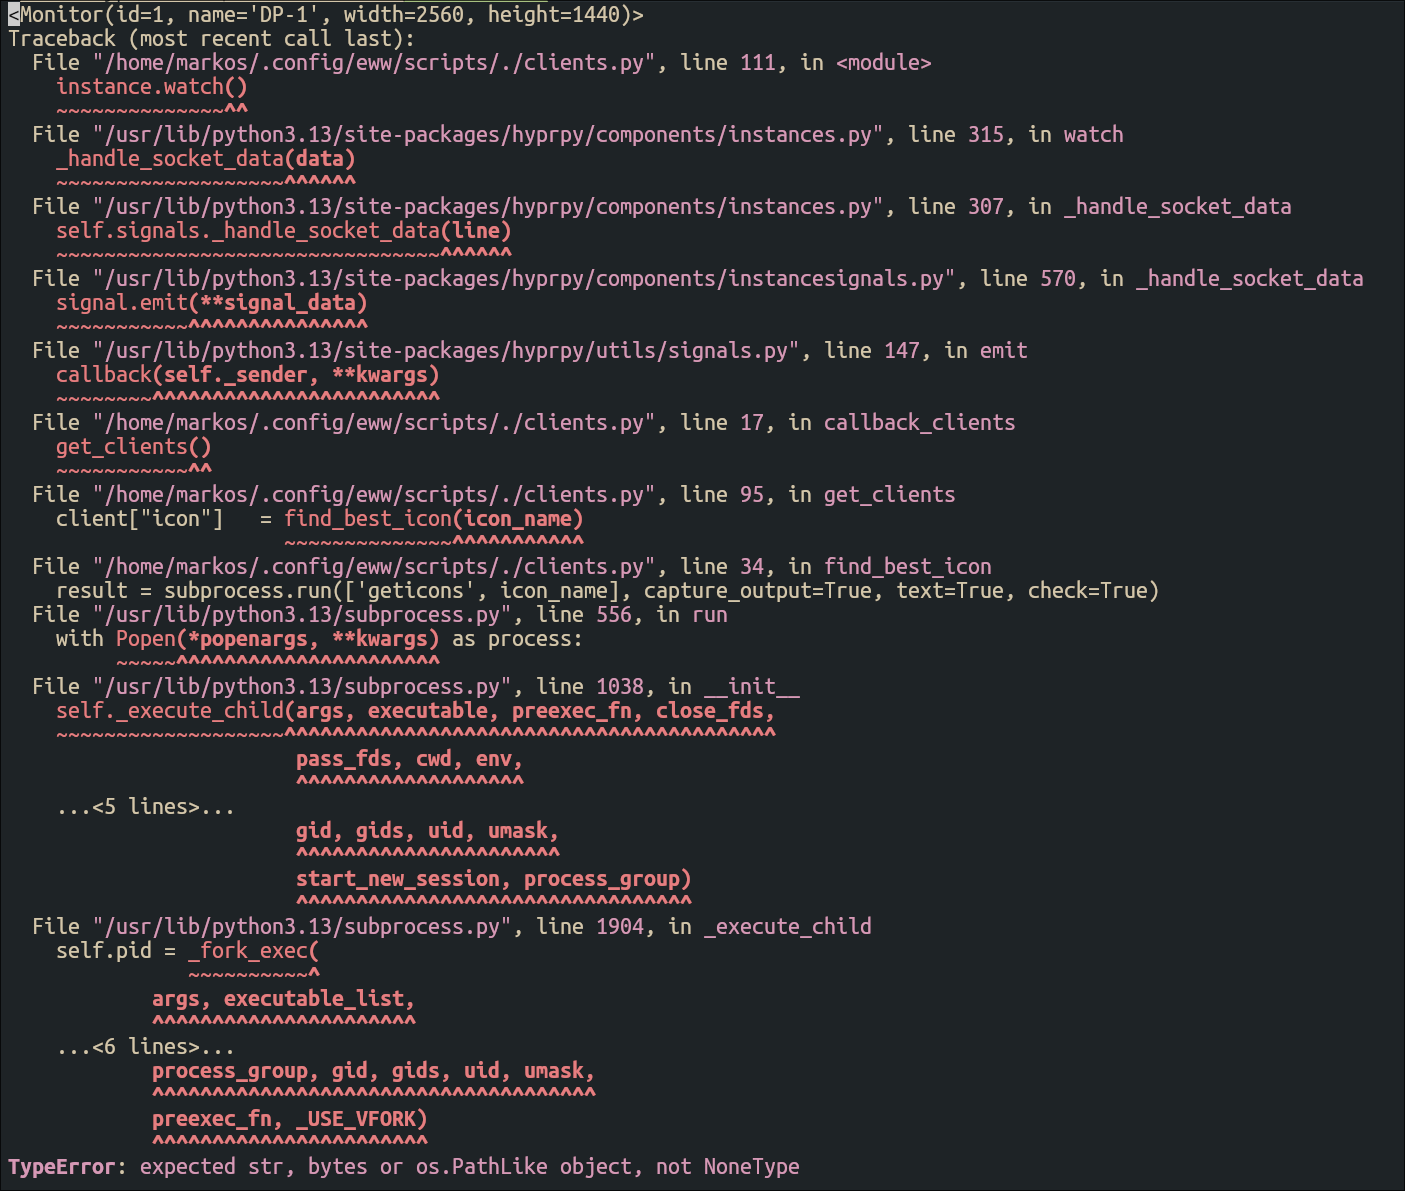 <Monitor(id=1, name='DP-1', width=2560, height=1440)>
Traceback (most recent call last):
  File "/home/markos/.config/eww/scripts/./clients.py", line 111, in <module>
    instance.watch()
    ~~~~~~~~~~~~~~^^
  File "/usr/lib/python3.13/site-packages/hyprpy/components/instances.py", line 315, in watch
    _handle_socket_data(data)
    ~~~~~~~~~~~~~~~~~~~^^^^^^
  File "/usr/lib/python3.13/site-packages/hyprpy/components/instances.py", line 307, in _handle_socket_data
    self.signals._handle_socket_data(line)
    ~~~~~~~~~~~~~~~~~~~~~~~~~~~~~~~~^^^^^^
  File "/usr/lib/python3.13/site-packages/hyprpy/components/instancesignals.py", line 570, in _handle_socket_data
    signal.emit(**signal_data)
    ~~~~~~~~~~~^^^^^^^^^^^^^^^
  File "/usr/lib/python3.13/site-packages/hyprpy/utils/signals.py", line 147, in emit
    callback(self._sender, **kwargs)
    ~~~~~~~~^^^^^^^^^^^^^^^^^^^^^^^^
  File "/home/markos/.config/eww/scripts/./clients.py", line 17, in callback_clients
    get_clients()
    ~~~~~~~~~~~^^
  File "/home/markos/.config/eww/scripts/./clients.py", line 95, in get_clients
    client["icon"]   = find_best_icon(icon_name)
                       ~~~~~~~~~~~~~~^^^^^^^^^^^
  File "/home/markos/.config/eww/scripts/./clients.py", line 34, in find_best_icon
    result = subprocess.run(['geticons', icon_name], capture_output=True, text=True, check=True)
  File "/usr/lib/python3.13/subprocess.py", line 556, in run
    with Popen(*popenargs, **kwargs) as process:
         ~~~~~^^^^^^^^^^^^^^^^^^^^^^
  File "/usr/lib/python3.13/subprocess.py", line 1038, in __init__
    self._execute_child(args, executable, preexec_fn, close_fds,
    ~~~~~~~~~~~~~~~~~~~^^^^^^^^^^^^^^^^^^^^^^^^^^^^^^^^^^^^^^^^^
                        pass_fds, cwd, env,
                        ^^^^^^^^^^^^^^^^^^^
    ...<5 lines>...
                        gid, gids, uid, umask,
                        ^^^^^^^^^^^^^^^^^^^^^^
                        start_new_session, process_group)
                        ^^^^^^^^^^^^^^^^^^^^^^^^^^^^^^^^^
  File "/usr/lib/python3.13/subprocess.py", line 1904, in _execute_child
    self.pid = _fork_exec(
               ~~~~~~~~~~^
            args, executable_list,
            ^^^^^^^^^^^^^^^^^^^^^^
    ...<6 lines>...
            process_group, gid, gids, uid, umask,
            ^^^^^^^^^^^^^^^^^^^^^^^^^^^^^^^^^^^^^
            preexec_fn, _USE_VFORK)
            ^^^^^^^^^^^^^^^^^^^^^^^
TypeError: expected str, bytes or os.PathLike object, not NoneType